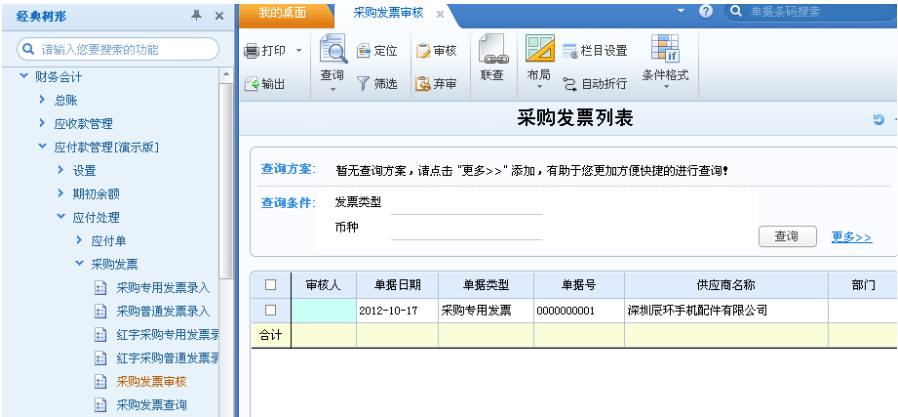 经典树形
请输入您要搜索的功能
财务会计
总账
应收款管理
应付款管理[演示版]
设置
期初余额
应付处理
应付单
采购发票
采购专用发票录入
采购普通发票录入
红字采购专用发票录
红字采购普通发票录
采购发票审核
采购发票查询
我的桌面 采购发票审核 单据条码搜索
打印 查询 定位 审核 联查 布局 栏目设置 条件格式
输出 筛选 弃审 自动折行
采购发票列表
查询方案: 暂无查询方案，请点击 "更多>>" 添加，有助于您更加方便快捷的进行查询!
查询条件: 发票类型
币种
查询 更多>>
审核人 单据日期 单据类型 单据号 供应商名称 部门
2012-10-17 采购专用发票 0000000001 深圳辰环手机配件有限公司
合计